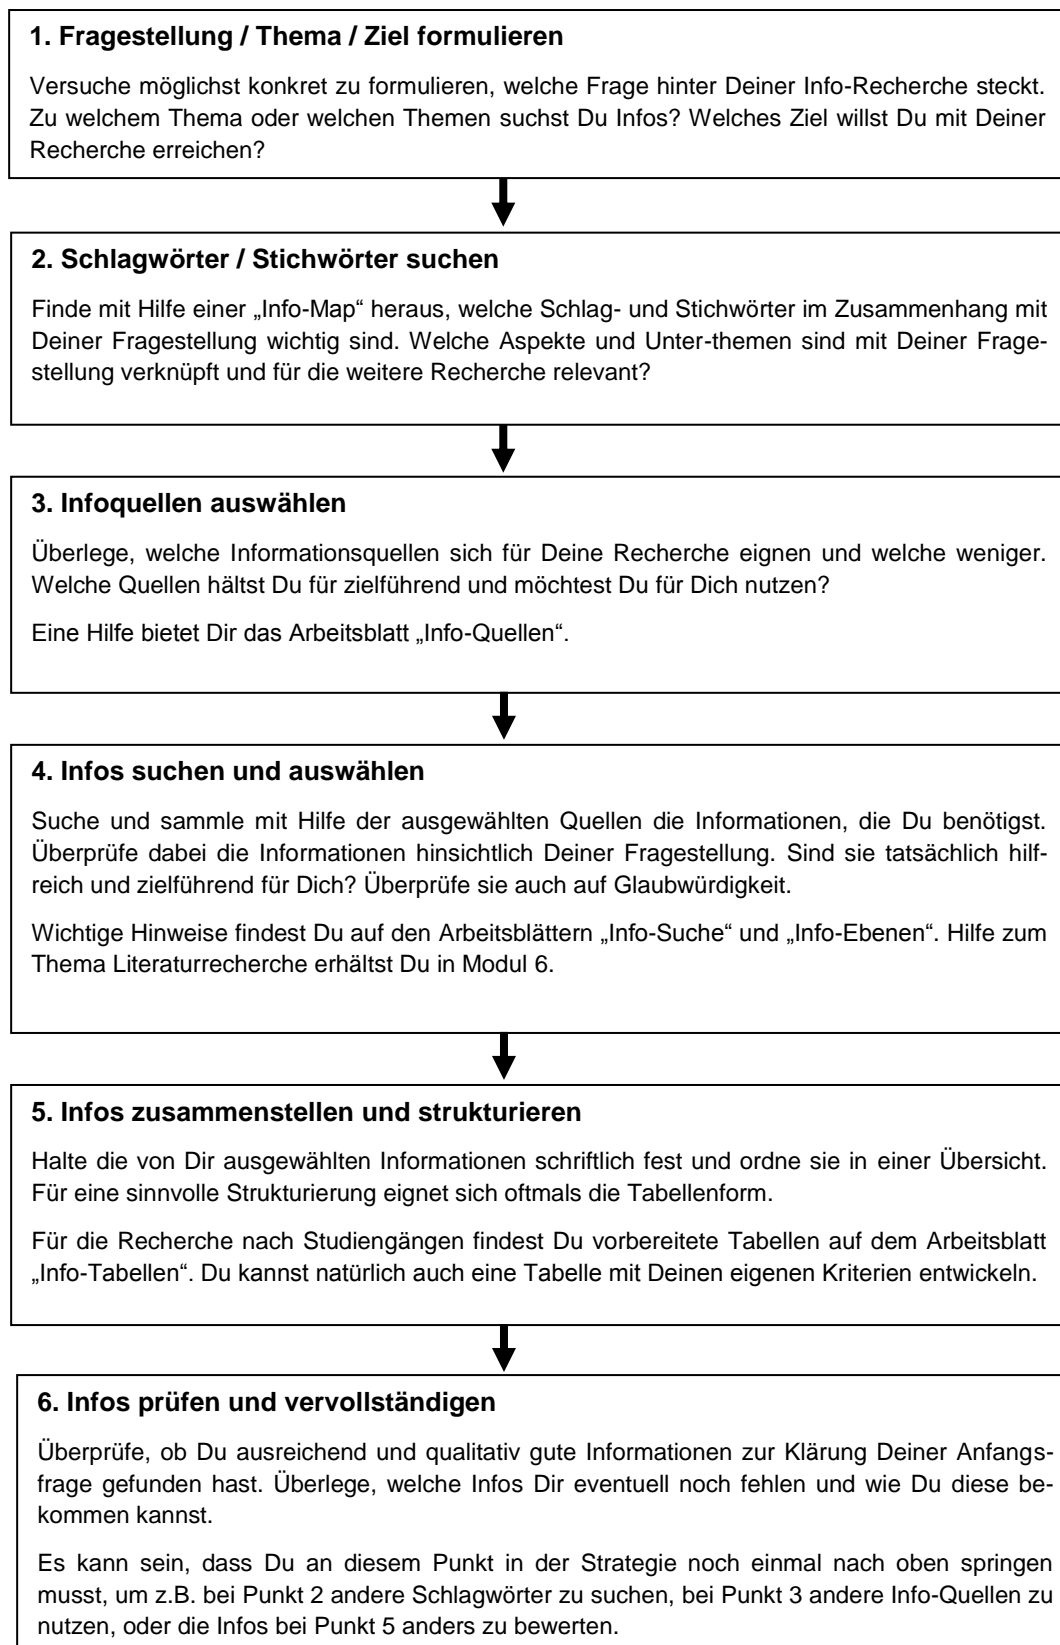 1. Fragestellung / Thema / Ziel formulieren
Versuche möglichst konkret zu formulieren, welche Frage hinter Deiner Info-Recherche steckt.
Zu welchem Thema oder welchen Themen suchst Du Infos? Welches Ziel willst Du mit Deiner
Recherche erreichen?
2. Schlagwörter / Stichwörter suchen
Finde mit Hilfe einer „Info-Map“ heraus, welche Schlag- und Stichwörter im Zusammenhang mit
Deiner Fragestellung wichtig sind. Welche Aspekte und Unter-themen sind mit Deiner Frage-
stellung verknüpft und für die weitere Recherche relevant?
3. Infoquellen auswählen
Überlege, welche Informationsquellen sich für Deine Recherche eignen und welche weniger.
Welche Quellen hältst Du für zielführend und möchtest Du für Dich nutzen?
Eine Hilfe bietet Dir das Arbeitsblatt „Info-Quellen“.
4. Infos suchen und auswählen
Suche und sammle mit Hilfe der ausgewählten Quellen die Informationen, die Du benötigst.
Überprüfe dabei die Informationen hinsichtlich Deiner Fragestellung. Sind sie tatsächlich hilf-
reich und zielführend für Dich? Überprüfe sie auch auf Glaubwürdigkeit.
Wichtige Hinweise findest Du auf den Arbeitsblättern „Info-Suche“ und „Info-Ebenen“. Hilfe zum
Thema Literaturrecherche erhältst Du in Modul 6.
5. Infos zusammenstellen und strukturieren
Halte die von Dir ausgewählten Informationen schriftlich fest und ordne sie in einer Übersicht.
Für eine sinnvolle Strukturierung eignet sich oftmals die Tabellenform.
Für die Recherche nach Studiengängen findest Du vorbereitete Tabellen auf dem Arbeitsblatt
„Info-Tabellen“. Du kannst natürlich auch eine Tabelle mit Deinen eigenen Kriterien entwickeln.
6. Infos prüfen und vervollständigen
Überprüfe, ob Du ausreichend und qualitativ gute Informationen zur Klärung Deiner Anfangs-
frage gefunden hast. Überlege, welche Infos Dir eventuell noch fehlen und wie Du diese be-
kommen kannst.
Es kann sein, dass Du an diesem Punkt in der Strategie noch einmal nach oben springen
musst, um z.B. bei Punkt 2 andere Schlagwörter zu suchen, bei Punkt 3 andere Info-Quellen zu
nutzen, oder die Infos bei Punkt 5 anders zu bewerten.